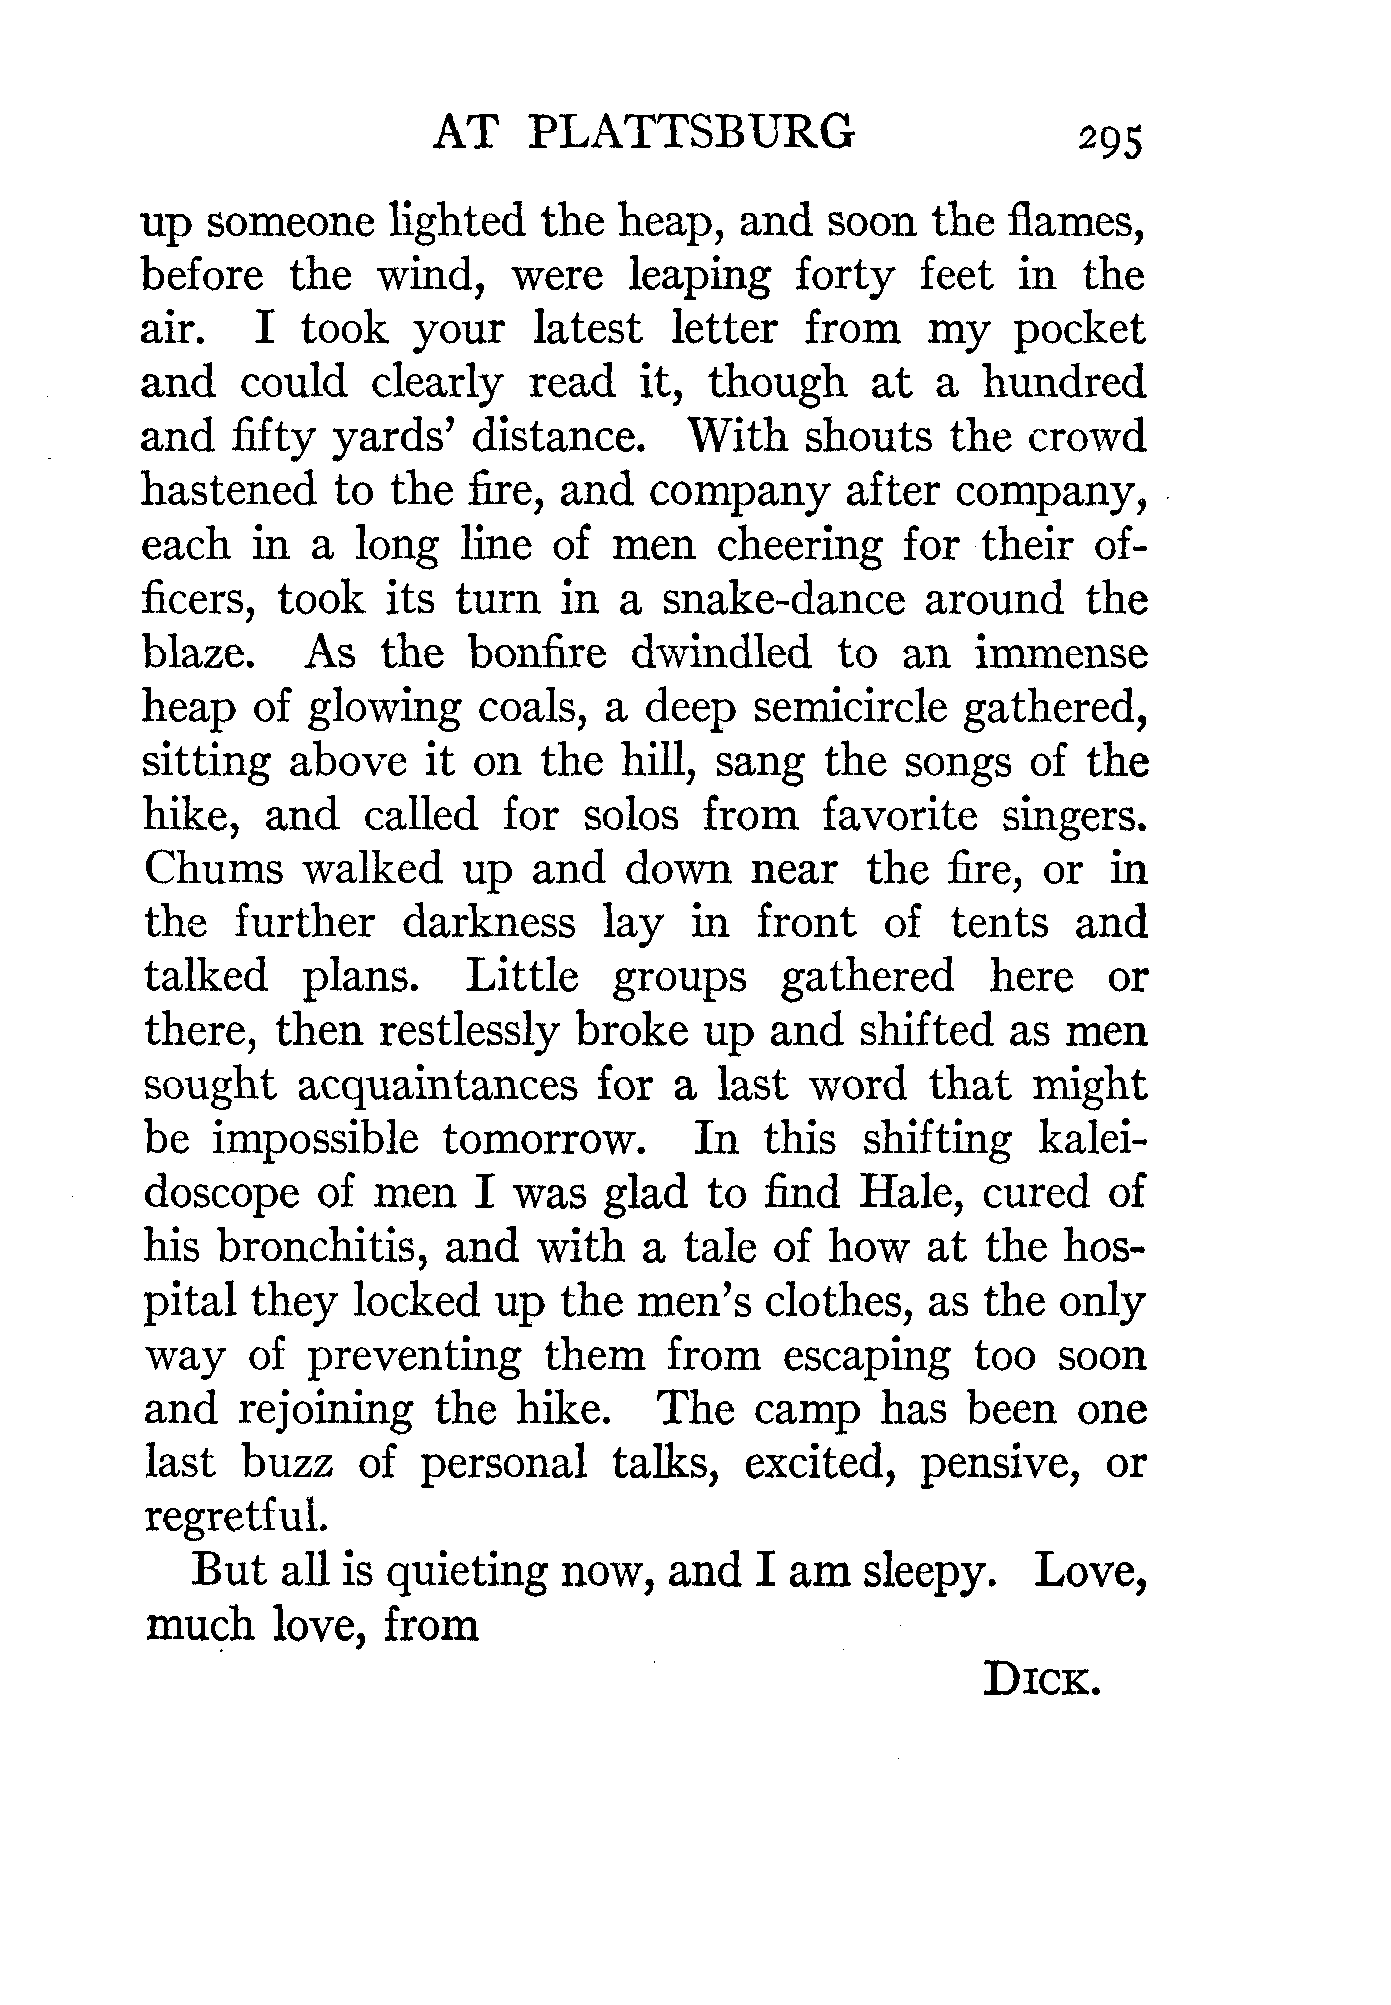 AT PLATTSBURG 295
up someone lighted the heap, and soon the flames,
before the wind, were leaping forty feet in the
air. I took your latest letter from my pocket
and could clearly read it, though at a hundred
and fifty yards' distance. With shouts the crowd
hastened to the fire, and company after company,
each in a long line of men cheering for their of-
ficers, took its turn in a snake-dance around the
blaze. As the bonfire dwindled to an immense
heap of glowing coals, a deep semicircle gathered,
sitting above it on the hill, sang the songs of the
hike, and called for solos from favorite singers.
Chums walked up and down near the fire, or in
the further darkness lay in front of tents and
talked plans. Little groups gathered here or
there, then restlessly broke up and shifted as men
sought acquaintances for a last word that might
be impossible tomorrow. In this shifting kalei-
doscope of men I was glad to find Hale, cured of
his bronchitis, and with a tale of how at the hos-
pital they locked up the men's clothes, as the only
way of preventing them from escaping too soon
and rejoining the hike. The camp has been one
last buzz of personal talks, excited, pensive, or
regretful.
But all is quieting now, and I am sleepy. Love,
much love, from
DICK.